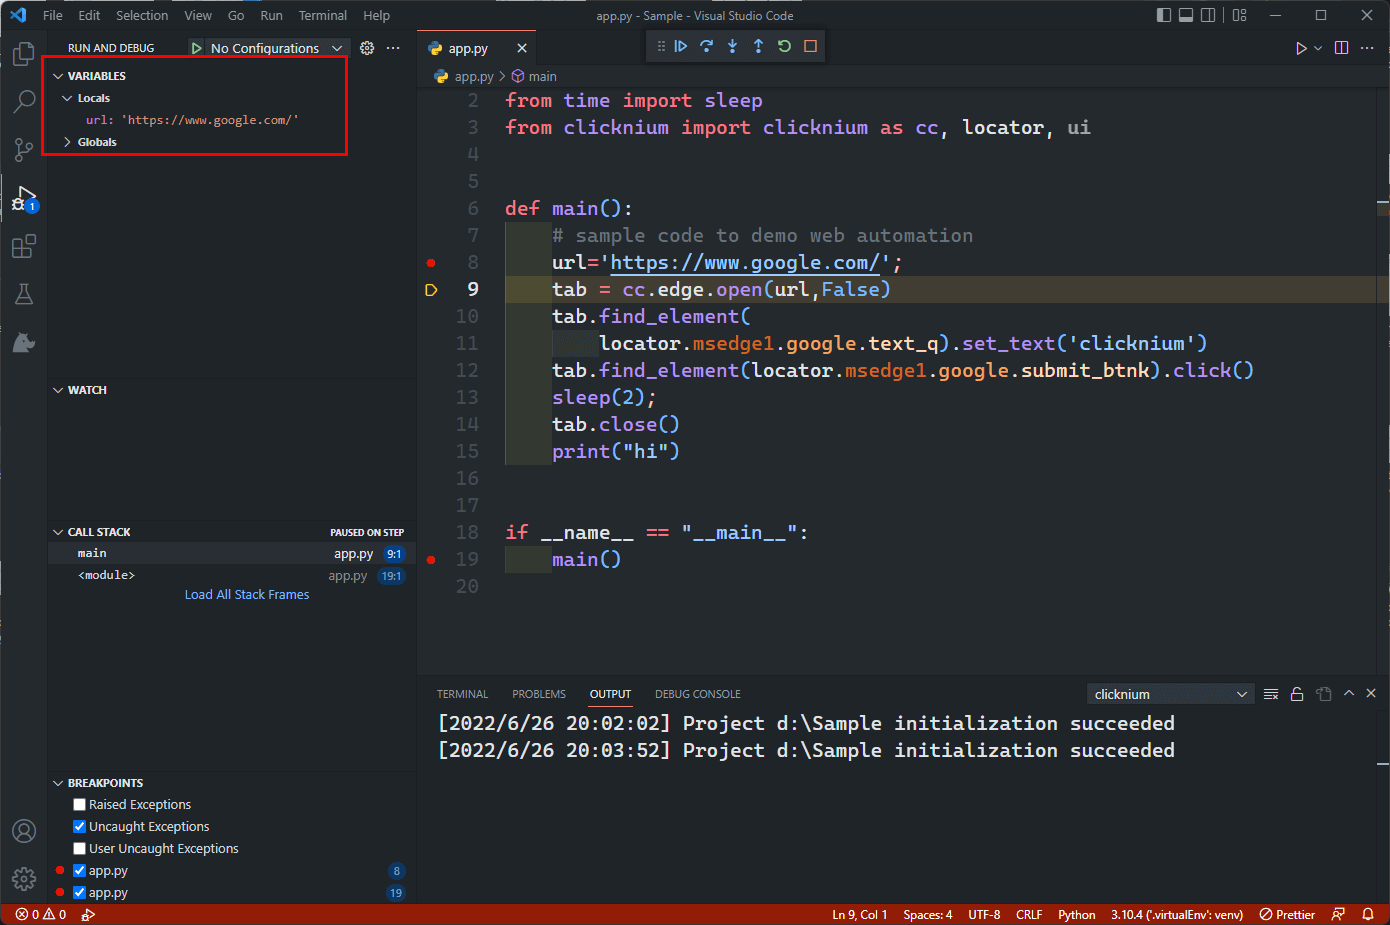 File Edit Selection View Go Run Terminal Help
app.py - Sample - Visual Studio Code
RUN AND DEBUG
No Configurations
VARIABLES
Locals
url: 'https://www.google.com/'
Globals
1
WATCH
CALL STACK
PAUSED ON STEP
main app.py 9:1
<module> app.py 19:1
Load All Stack Frames
BREAKPOINTS
Raised Exceptions
Uncaught Exceptions
User Uncaught Exceptions
app.py 8
app.py 19
app.py
app.py > main
2 from time import sleep
3 from clicknium import clicknium as cc, locator, ui
4
5
6 def main():
7 # sample code to demo web automation
8 url='https://www.google.com/';
9 tab = cc.edge.open(url,False)
10 tab.find_element(
11 locator.msedge1.google.text_q).set_text('clicknium')
12 tab.find_element(locator.msedge1.google.submit_btnk).click()
13 sleep(2);
14 tab.close()
15 print("hi")
16
17
18 if __name__ == "__main__":
19 main()
20
TERMINAL PROBLEMS OUTPUT DEBUG CONSOLE
clicknium
[2022/6/26 20:02:02] Project d:\Sample initialization succeeded
[2022/6/26 20:03:52] Project d:\Sample initialization succeeded
0 0 Ln 9, Col 1 Spaces: 4 UTF-8 CRLF Python 3.10.4 ('.virtualEnv': venv) Prettier